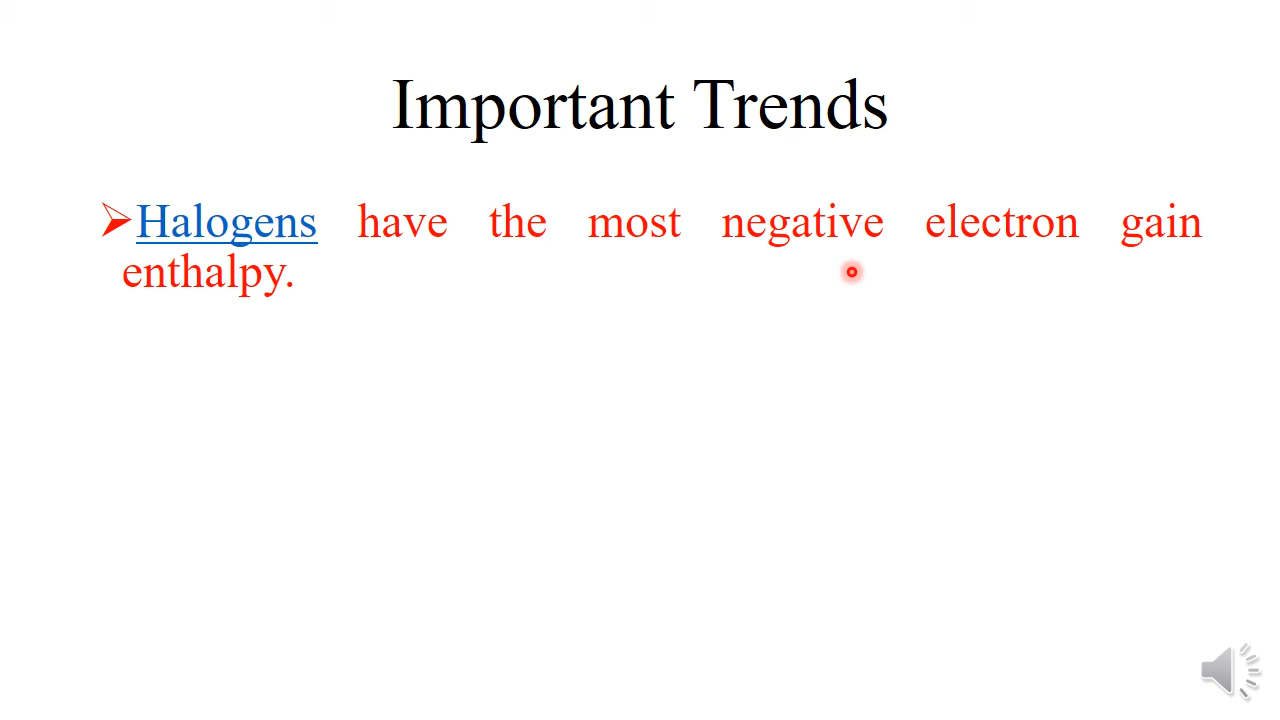 Important Trends
➢Halogens have the most negative electron gain
enthalpy.